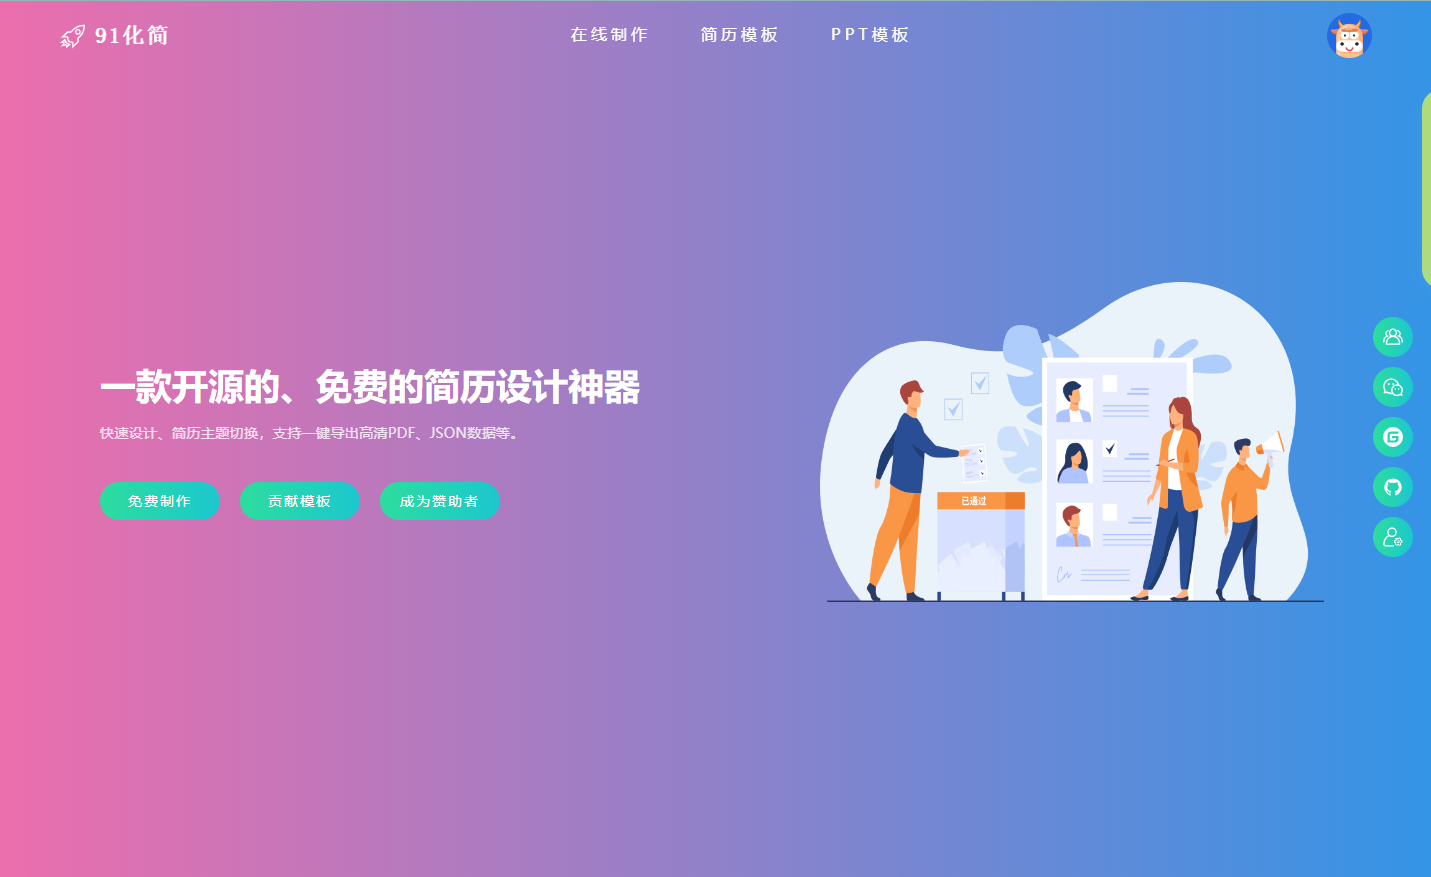 91化简
在线制作 简历模板 PPT模板
一款开源的、免费的简历设计神器
快速设计、简历主题切换，支持一键导出高清PDF、JSON数据等。
免费制作 贡献模板 成为赞助者
已通过